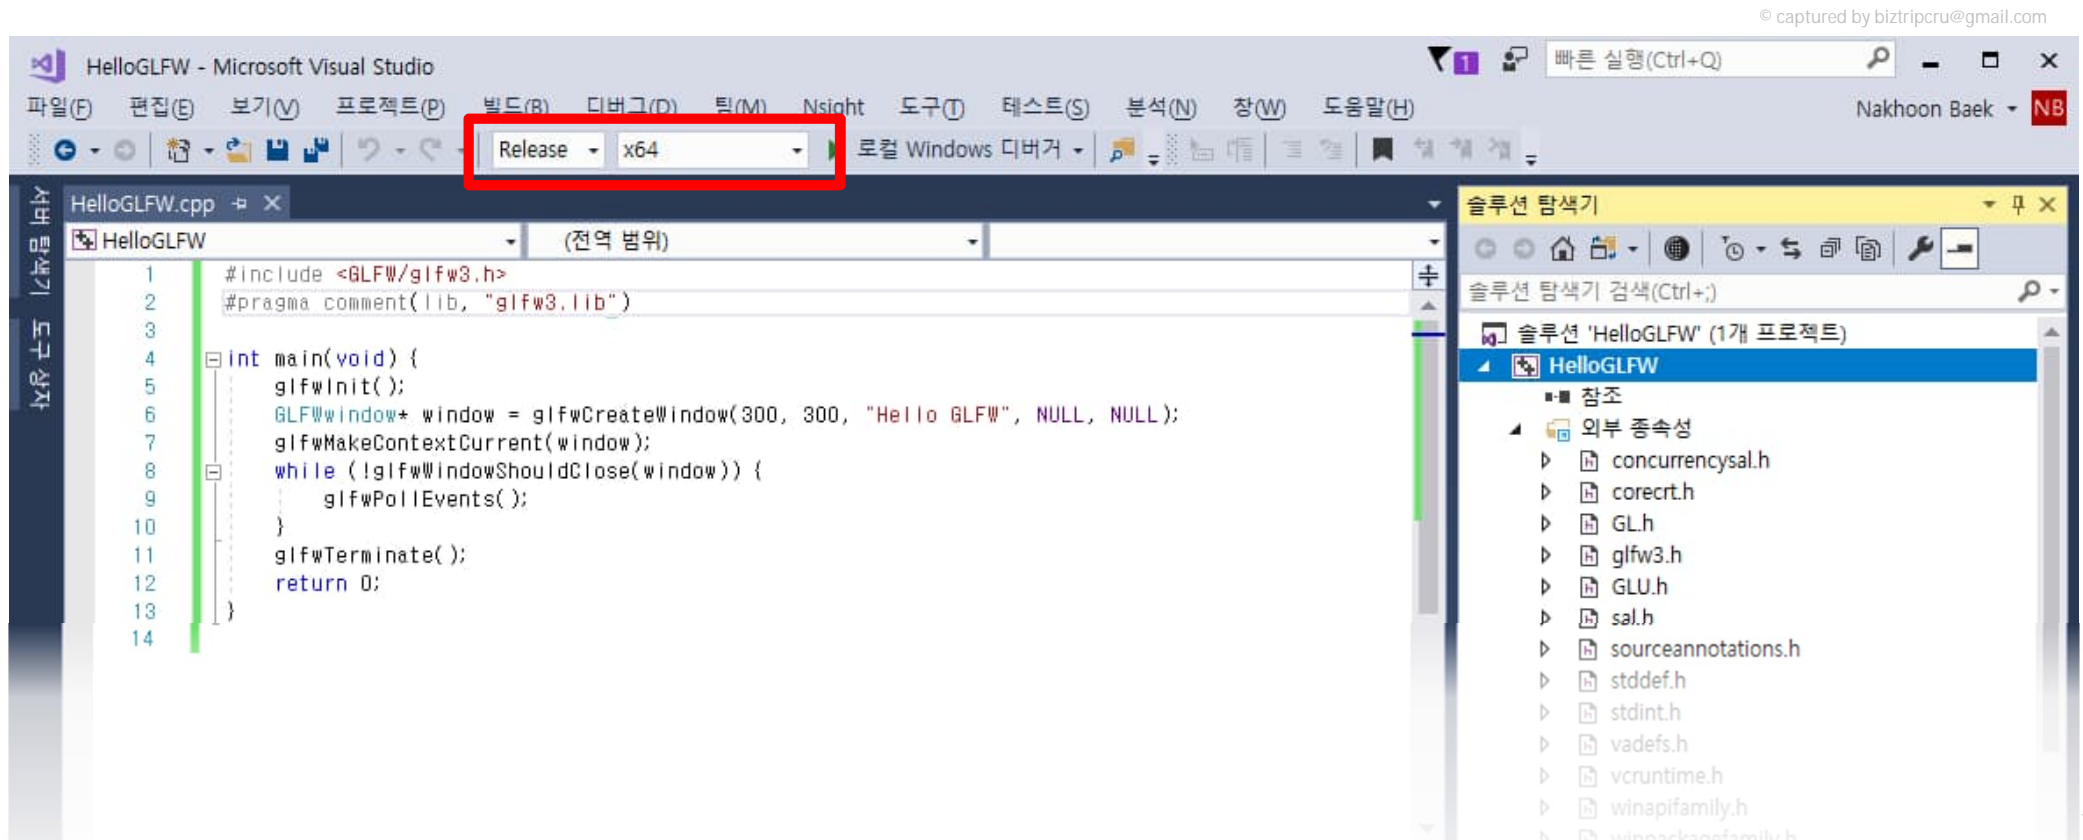 © captured by biztripcru@gmail.com
HelloGLFW - Microsoft Visual Studio
1
빠른 실행(Ctrl+Q)
파일(F) 편집(E) 보기(V) 프로젝트(P) 빌드(B) 디버그(D) 팀(M) Nsight 도구(T) 테스트(S) 분석(N) 창(W) 도움말(H)
Nakhoon Baek NB
Release x64 로컬 Windows 디버거
서버 탐색기
도구 상자
HelloGLFW.cpp
HelloGLFW (전역 범위)
1 #include <GLFW/glfw3.h>
2 #pragma comment(lib, "glfw3.lib")
3
4 int main(void) {
5 glfwInit();
6 GLFWwindow* window = glfwCreateWindow(300, 300, "Hello GLFW", NULL, NULL);
7 glfwMakeContextCurrent(window);
8 while (!glfwWindowShouldClose(window)) {
9 glfwPollEvents();
10 }
11 glfwTerminate();
12 return 0;
13 }
14
솔루션 탐색기
솔루션 탐색기 검색(Ctrl+;)
솔루션 'HelloGLFW' (1개 프로젝트)
HelloGLFW
참조
외부 종속성
concurrencysal.h
corecrt.h
GL.h
glfw3.h
GLU.h
sal.h
sourceannotations.h
stddef.h
stdint.h
vadefs.h
vcruntime.h
winapifamily.h
winpackagefamily.h